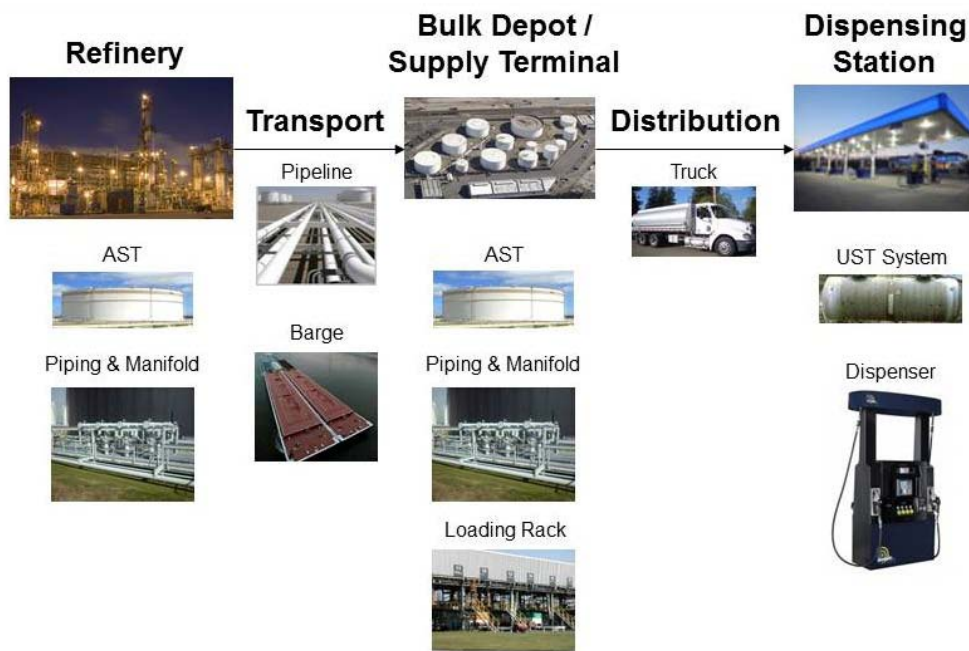 Refinery
Transport
Bulk Depot /
Supply Terminal
Distribution
Dispensing
Station
Pipeline
Truck
AST
AST
UST System
Piping & Manifold
Barge
Piping & Manifold
Dispenser
Loading Rack